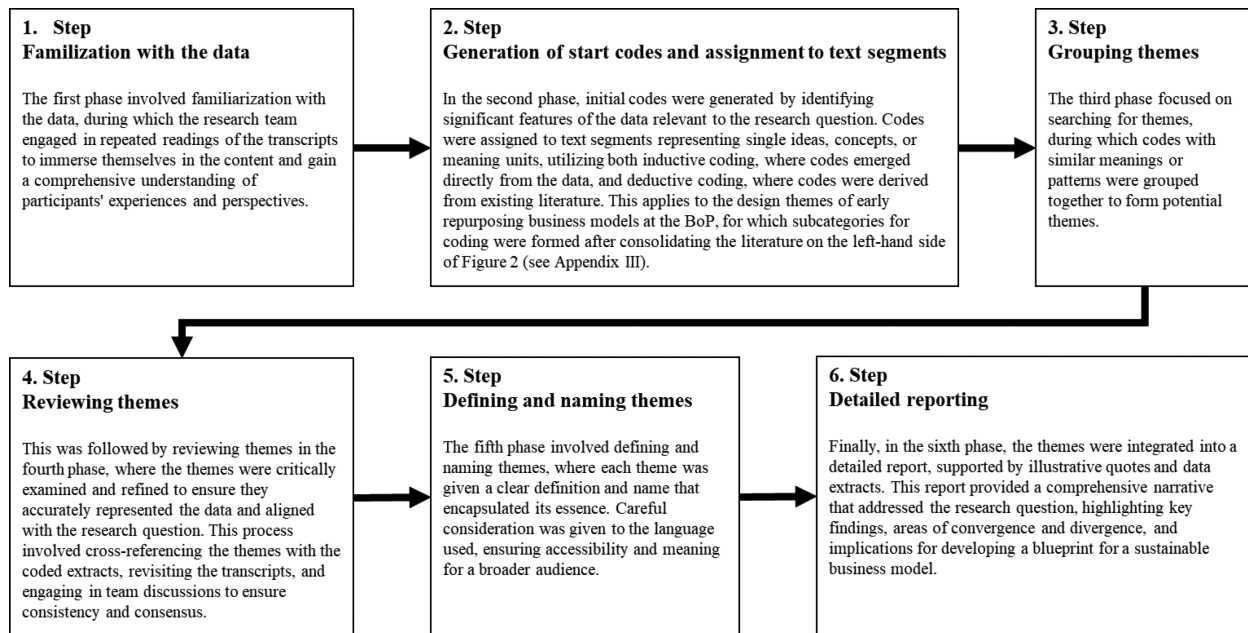 1. Step
Familization with the data
The first phase involved familiarization with
the data, during which the research team
engaged in repeated readings of the transcripts
to immerse themselves in the content and gain
a comprehensive understanding of
participants' experiences and perspectives.
2. Step
Generation of start codes and assignment to text segments
In the second phase, initial codes were generated by identifying
significant features of the data relevant to the research question. Codes
were assigned to text segments representing single ideas, concepts, or
meaning units, utilizing both inductive coding, where codes emerged
directly from the data, and deductive coding, where codes were derived
from existing literature. This applies to the design themes of early
repurposing business models at the BoP, for which subcategories for
coding were formed after consolidating the literature on the left-hand side
of Figure 2 (see Appendix III).
3. Step
Grouping themes
The third phase focused on
searching for themes,
during which codes with
similar meanings or
patterns were grouped
together to form potential
themes.
4. Step
Reviewing themes
This was followed by reviewing themes in the
fourth phase, where the themes were critically
examined and refined to ensure they
accurately represented the data and aligned
with the research question. This process
involved cross-referencing the themes with the
coded extracts, revisiting the transcripts, and
engaging in team discussions to ensure
consistency and consensus.
5. Step
Defining and naming themes
The fifth phase involved defining and
naming themes, where each theme was
given a clear definition and name that
encapsulated its essence. Careful
consideration was given to the language
used, ensuring accessibility and meaning
for a broader audience.
6. Step
Detailed reporting
Finally, in the sixth phase, the themes were integrated into a
detailed report, supported by illustrative quotes and data
extracts. This report provided a comprehensive narrative
that addressed the research question, highlighting key
findings, areas of convergence and divergence, and
implications for developing a blueprint for a sustainable
business model.